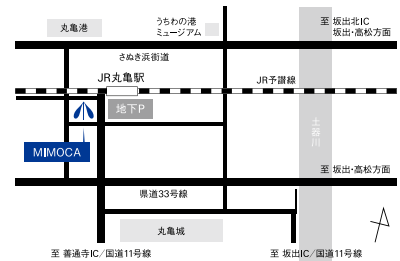 丸亀港
うちわの港
ミュージアム
至 坂出北IC
坂出・高松方面
さぬき浜街道
JR丸亀駅
JR予讃線
地下P
土器川
MIMOCA
至 坂出・高松方面
県道33号線
丸亀城
至 善通寺IC/国道11号線
至 坂出IC/国道11号線